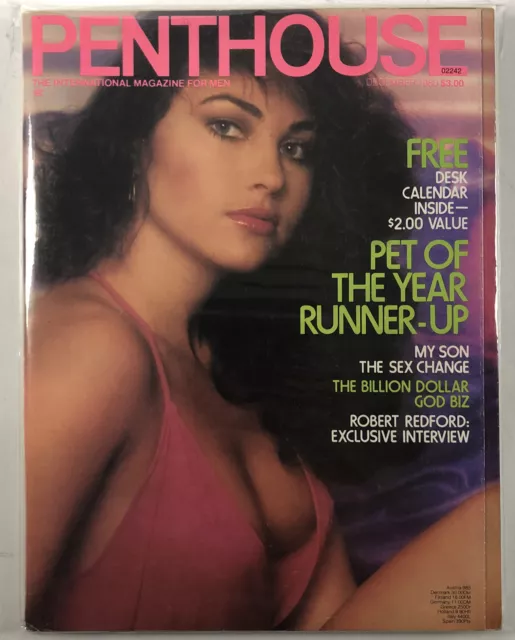 PENTHOUSE
02242
THE INTERNATIONAL MAGAZINE FOR MEN
DECEMBER $3.00
FREE
DESK
CALENDAR
INSIDE—
$2.00 VALUE
PET OF
THE YEAR
RUNNER-UP
MY SON
THE SEX CHANGE
THE BILLION DOLLAR
GOD BIZ
ROBERT REDFORD:
EXCLUSIVE INTERVIEW